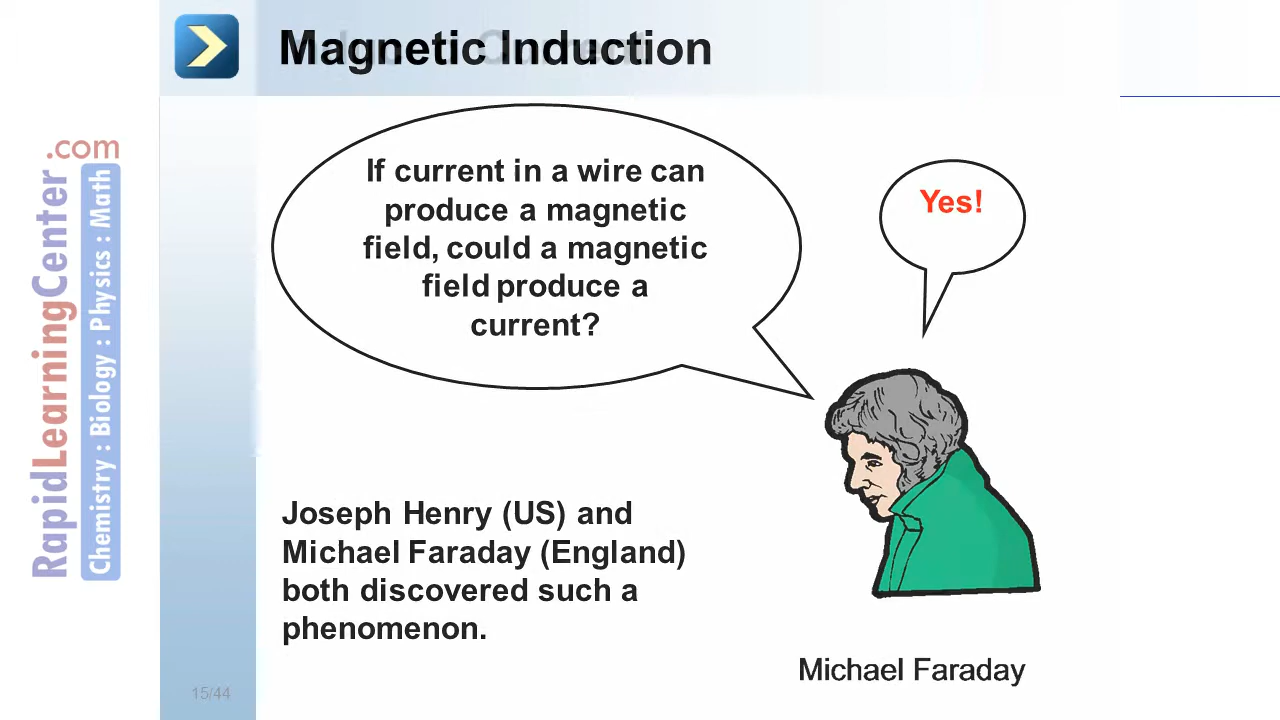 Magnetic Induction
If current in a wire can
produce a magnetic
field, could a magnetic
field produce a
current?
Yes!
Joseph Henry (US) and
Michael Faraday (England)
both discovered such a
phenomenon.
Michael Faraday
15/44
RapidLearningCenter.com
Chemistry : Biology : Physics : Math